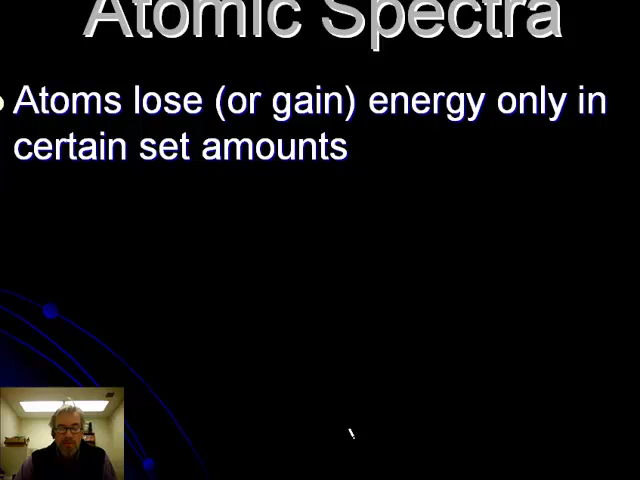 Atomic Spectra
Atoms lose (or gain) energy only in
certain set amounts